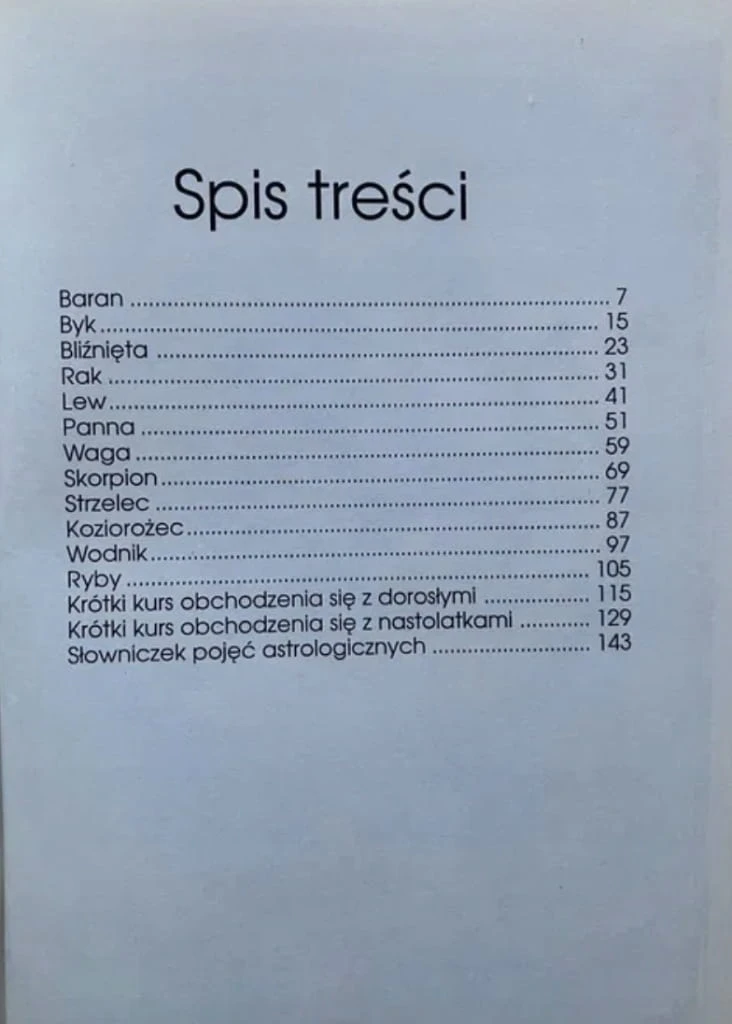 Spis treści
Baran ........ 7
Byk ........ 15
Bliźnięta ........ 23
Rak ........ 31
Lew ........ 41
Panna ........ 51
Waga ........ 59
Skorpion ........ 69
Strzelec ........ 77
Koziorożec ........ 87
Wodnik ........ 97
Ryby ........ 105
Krótki kurs obchodzenia się z dorosłymi ........ 115
Krótki kurs obchodzenia się z nastolatkami ........ 129
Słowniczek pojęć astrologicznych ........ 143